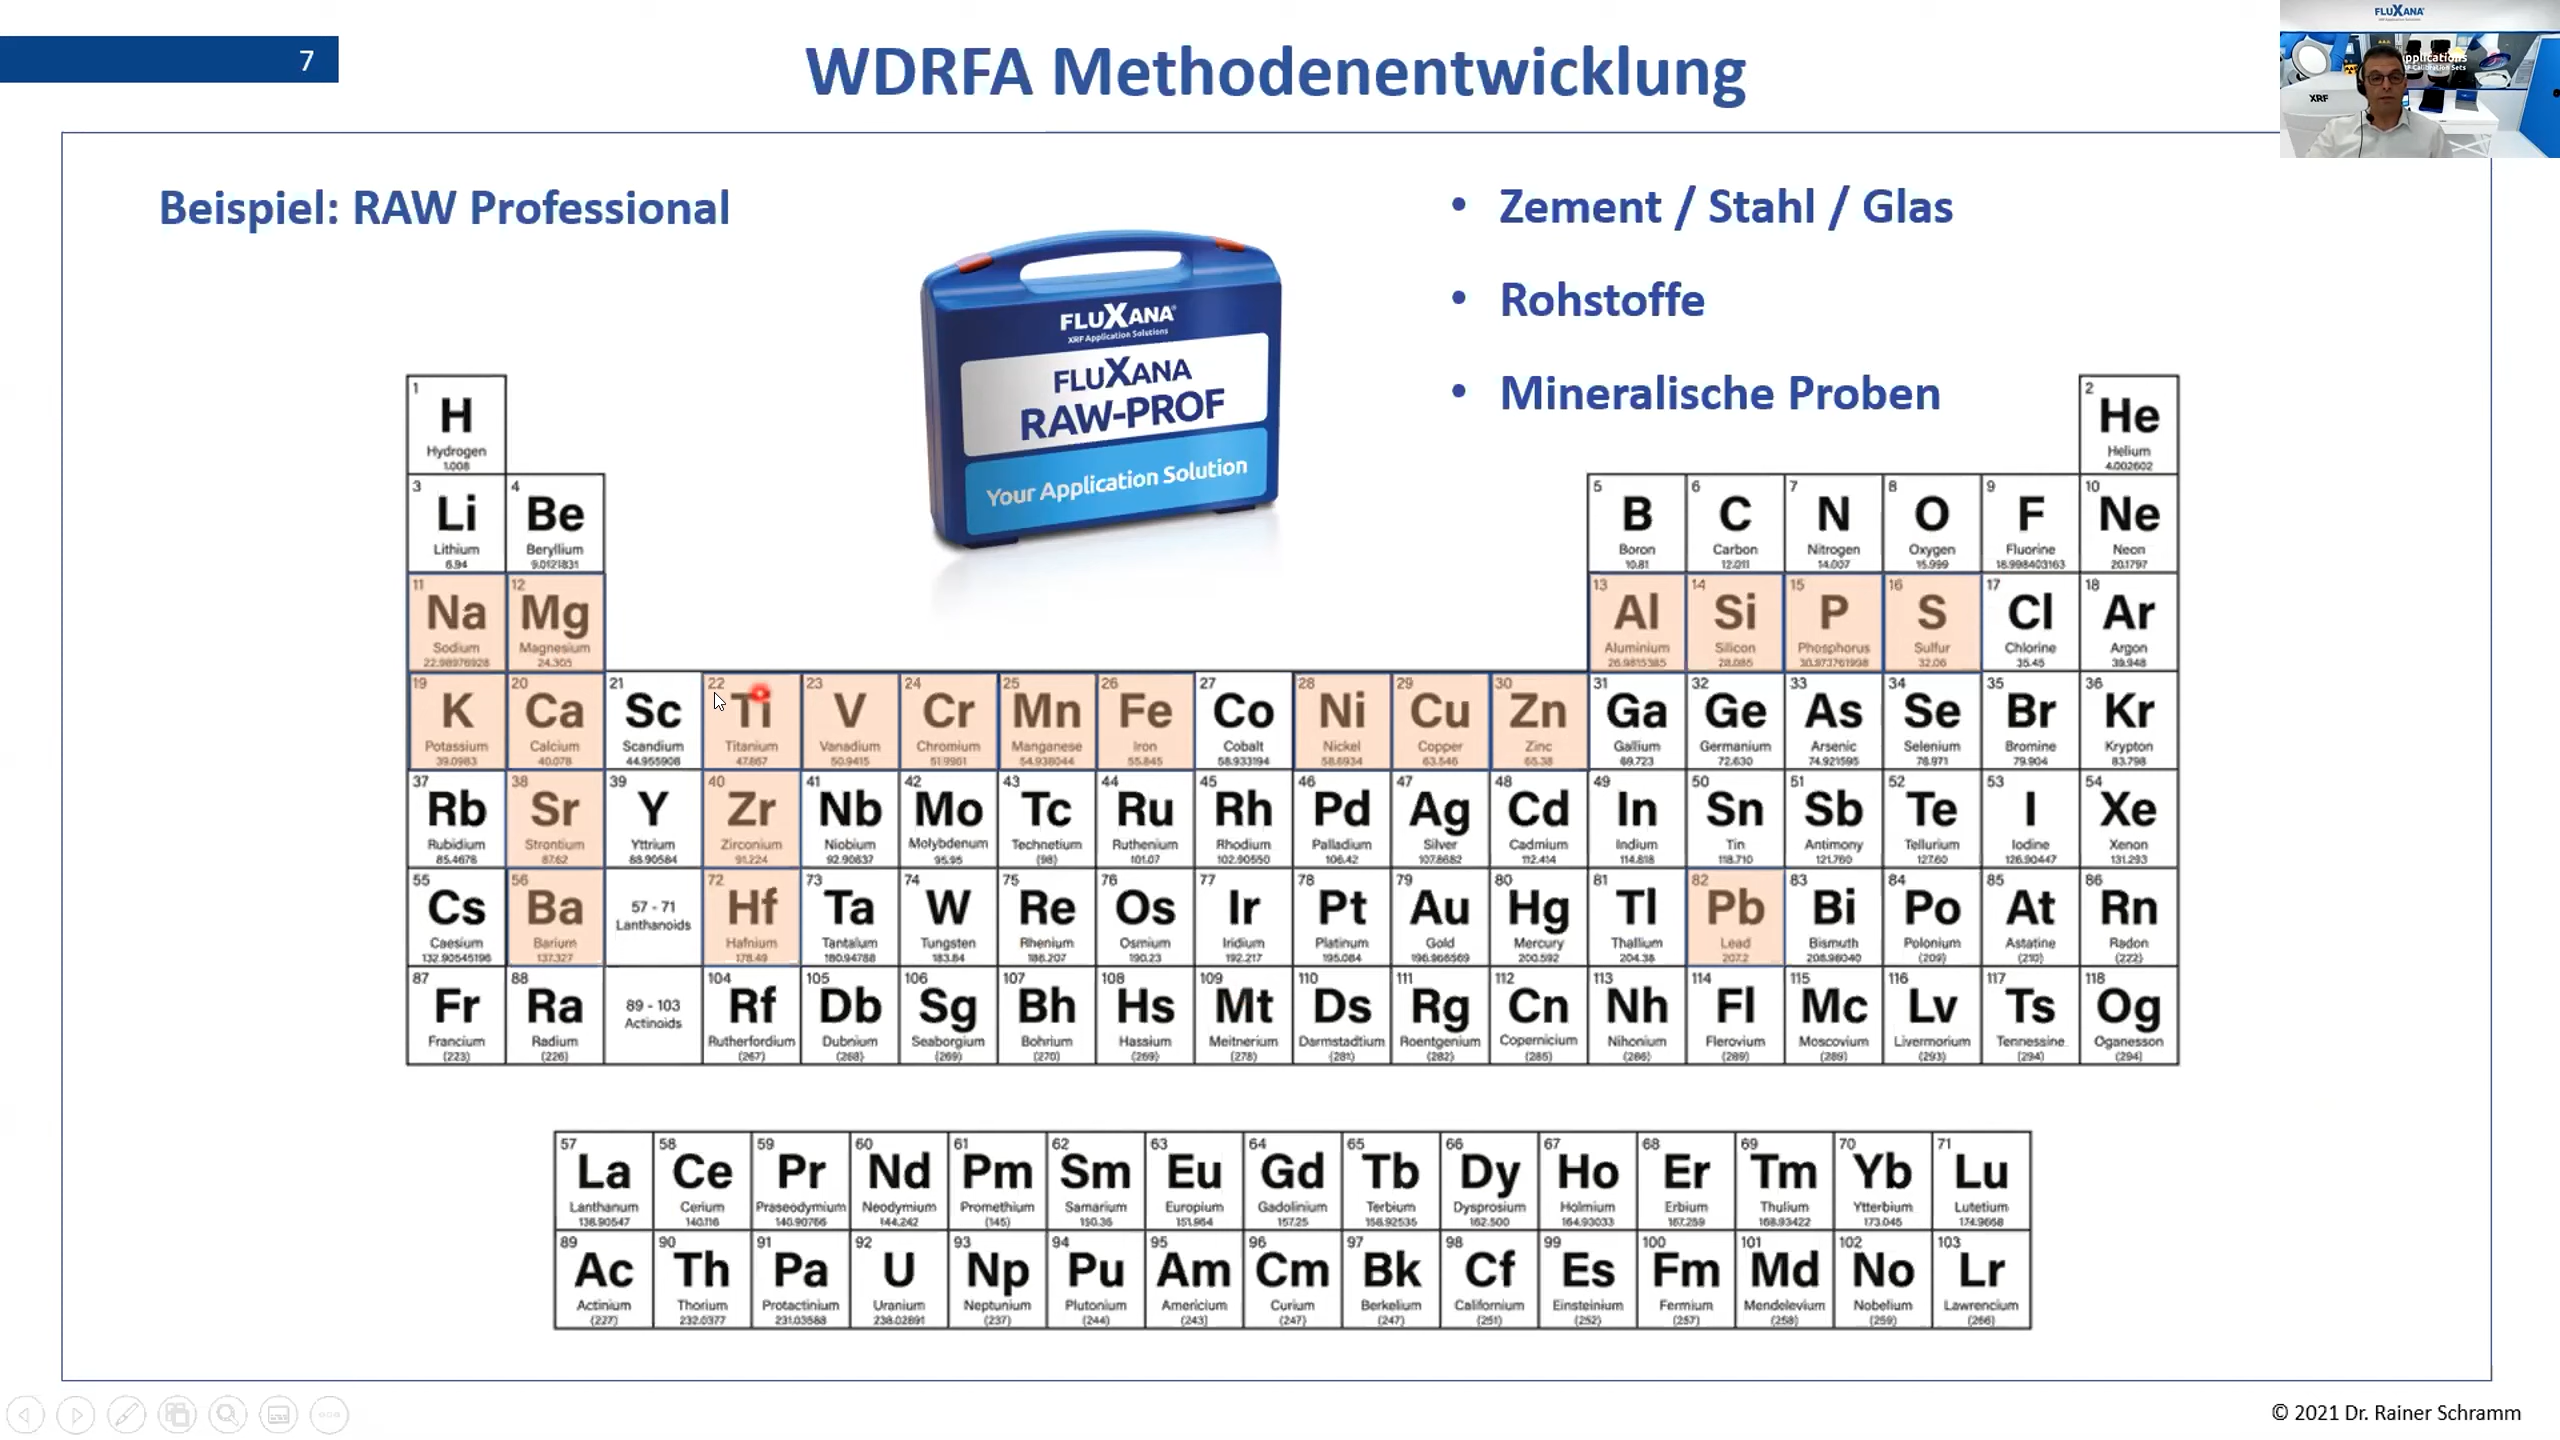 7
WDRFA Methodenentwicklung
FLUXANA
XRF
Beispiel: RAW Professional
• Zement / Stahl / Glas
• Rohstoffe
• Mineralische Proben
FLUXANA®
XRF Application Solutions
FLUXANA
RAW-PROF
Your Application Solution
1 2
H He
Hydrogen Helium
1.008 4.002602
3 4 5 6 7 8 9 10
Li Be B C N O F Ne
Lithium Beryllium Boron Carbon Nitrogen Oxygen Fluorine Neon
6.94 9.0121831 10.81 12.011 14.007 15.999 18.998403163 20.1797
11 12 13 14 15 16 17 18
Na Mg Al Si P S Cl Ar
Sodium Magnesium Aluminium Silicon Phosphorus Sulfur Chlorine Argon
22.98976928 24.305 26.9815385 28.085 30.973761998 32.06 35.45 39.948
19 20 21 22 23 24 25 26 27 28 29 30 31 32 33 34 35 36
K Ca Sc Ti V Cr Mn Fe Co Ni Cu Zn Ga Ge As Se Br Kr
Potassium Calcium Scandium Titanium Vanadium Chromium Manganese Iron Cobalt Nickel Copper Zinc Gallium Germanium Arsenic Selenium Bromine Krypton
39.0983 40.078 44.955908 47.867 50.9415 51.9961 54.938044 55.845 58.933194 58.6934 63.546 65.38 69.723 72.630 74.921595 78.971 79.904 83.798
37 38 39 40 41 42 43 44 45 46 47 48 49 50 51 52 53 54
Rb Sr Y Zr Nb Mo Tc Ru Rh Pd Ag Cd In Sn Sb Te I Xe
Rubidium Strontium Yttrium Zirconium Niobium Molybdenum Technetium Ruthenium Rhodium Palladium Silver Cadmium Indium Tin Antimony Tellurium Iodine Xenon
85.4678 87.62 88.90584 91.224 92.90637 95.95 (98) 101.07 102.90550 106.42 107.8682 112.414 114.818 118.710 121.760 127.60 126.90447 131.293
55 56 57 - 71 72 73 74 75 76 77 78 79 80 81 82 83 84 85 86
Cs Ba Lanthanoids Hf Ta W Re Os Ir Pt Au Hg Tl Pb Bi Po At Rn
Caesium Barium Hafnium Tantalum Tungsten Rhenium Osmium Iridium Platinum Gold Mercury Thallium Lead Bismuth Polonium Astatine Radon
132.90545196 137.327 178.49 180.94788 183.84 186.207 190.23 192.217 195.084 196.966569 200.592 204.38 207.2 208.98040 (209) (210) (222)
87 88 89 - 103 104 105 106 107 108 109 110 111 112 113 114 115 116 117 118
Fr Ra Actinoids Rf Db Sg Bh Hs Mt Ds Rg Cn Nh Fl Mc Lv Ts Og
Francium Radium Rutherfordium Dubnium Seaborgium Bohrium Hassium Meitnerium Darmstadtium Roentgenium Copernicium Nihonium Flerovium Moscovium Livermorium Tennessine Oganesson
(223) (226) (267) (268) (269) (270) (269) (278) (281) (282) (285) (286) (289) (289) (293) (294) (294)
57 58 59 60 61 62 63 64 65 66 67 68 69 70 71
La Ce Pr Nd Pm Sm Eu Gd Tb Dy Ho Er Tm Yb Lu
Lanthanum Cerium Praseodymium Neodymium Promethium Samarium Europium Gadolinium Terbium Dysprosium Holmium Erbium Thulium Ytterbium Lutetium
138.90547 140.116 140.90766 144.242 (145) 150.36 151.964 157.25 158.92535 162.500 164.93033 167.259 168.93422 173.045 174.9668
89 90 91 92 93 94 95 96 97 98 99 100 101 102 103
Ac Th Pa U Np Pu Am Cm Bk Cf Es Fm Md No Lr
Actinium Thorium Protactinium Uranium Neptunium Plutonium Americium Curium Berkelium Californium Einsteinium Fermium Mendelevium Nobelium Lawrencium
(227) 232.0377 231.03588 238.02891 (237) (244) (243) (247) (247) (251) (252) (257) (258) (259) (266)
© 2021 Dr. Rainer Schramm